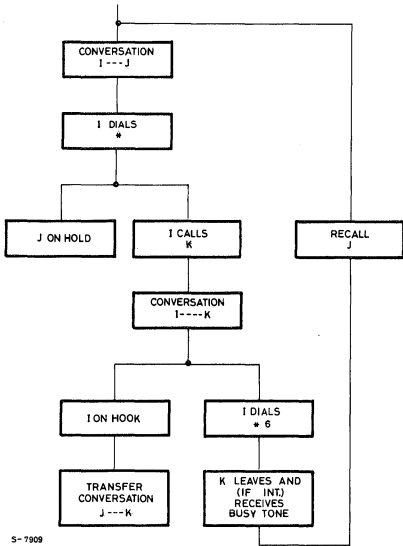 CONVERSATION
I---J
I DIALS
*
J ON HOLD
I CALLS
K
RECALL
J
CONVERSATION
I----K
I ON HOOK
I DIALS
* 6
TRANSFER
CONVERSATION
J---K
K LEAVES AND
(IF INT.)
RECEIVES
BUSY TONE
S-7909